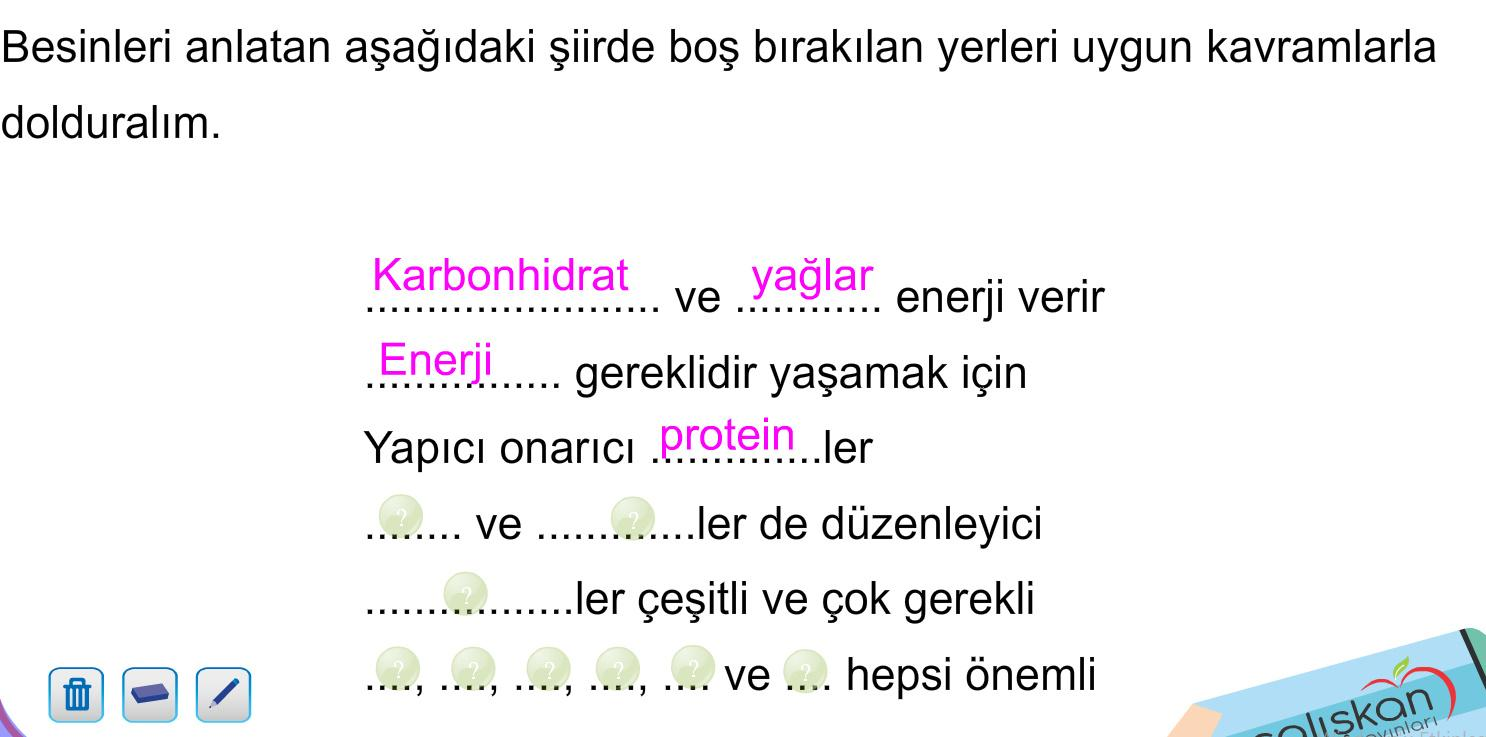 Besinleri anlatan aşağıdaki şiirde boş bırakılan yerleri uygun kavramlarla
dolduralım.
Karbonhidrat ve yağlar enerji verir
Enerji gereklidir yaşamak için
Yapıcı onarıcı protein..ler
..?.. ve ......?...ler de düzenleyici
......?.......ler çeşitli ve çok gerekli
.?., .?., .?., .?., .?. ve .?. hepsi önemli
çalışkan
yayınları